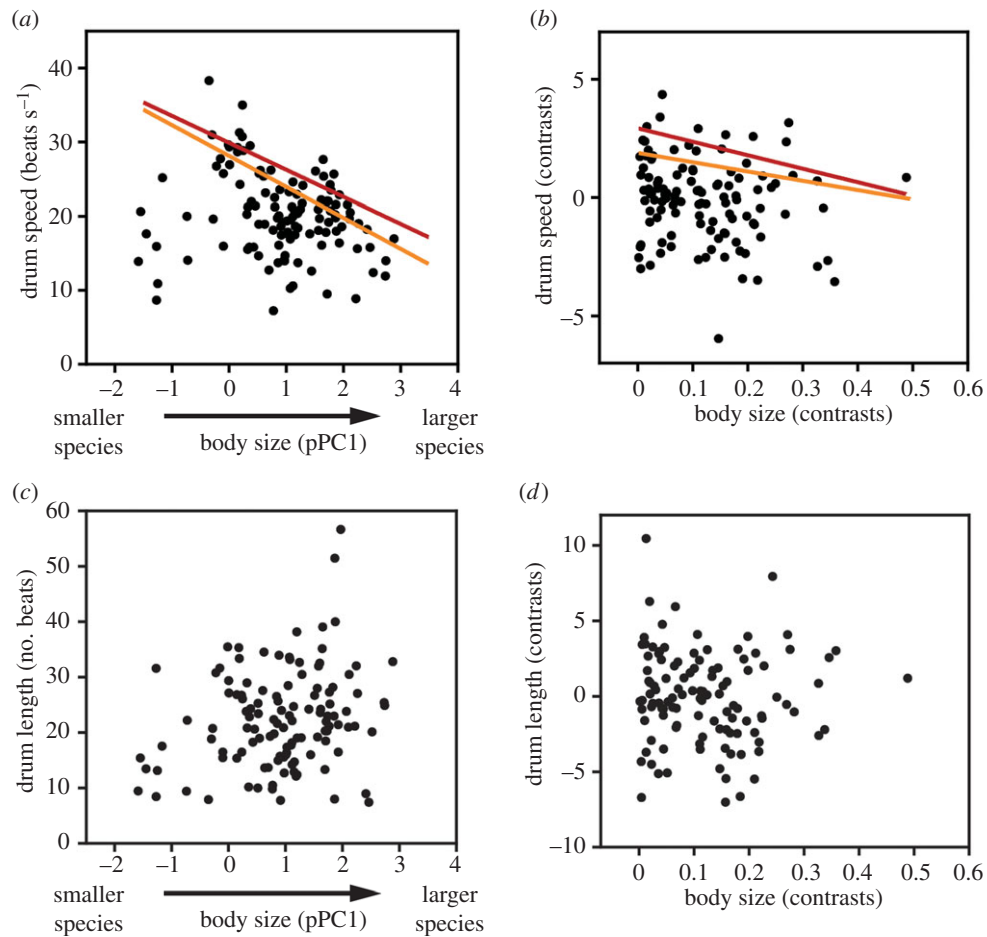 (a)
40
30
20
10
0
drum speed (beats s⁻¹)
–2 –1 0 1 2 3 4
smaller species
body size (pPC1)
larger species
(b)
5
0
–5
drum speed (contrasts)
0 0.1 0.2 0.3 0.4 0.5 0.6
body size (contrasts)
(c)
60
50
40
30
20
10
0
drum length (no. beats)
–2 –1 0 1 2 3 4
smaller species
body size (pPC1)
larger species
(d)
10
5
0
–5
–10
drum length (contrasts)
0 0.1 0.2 0.3 0.4 0.5 0.6
body size (contrasts)